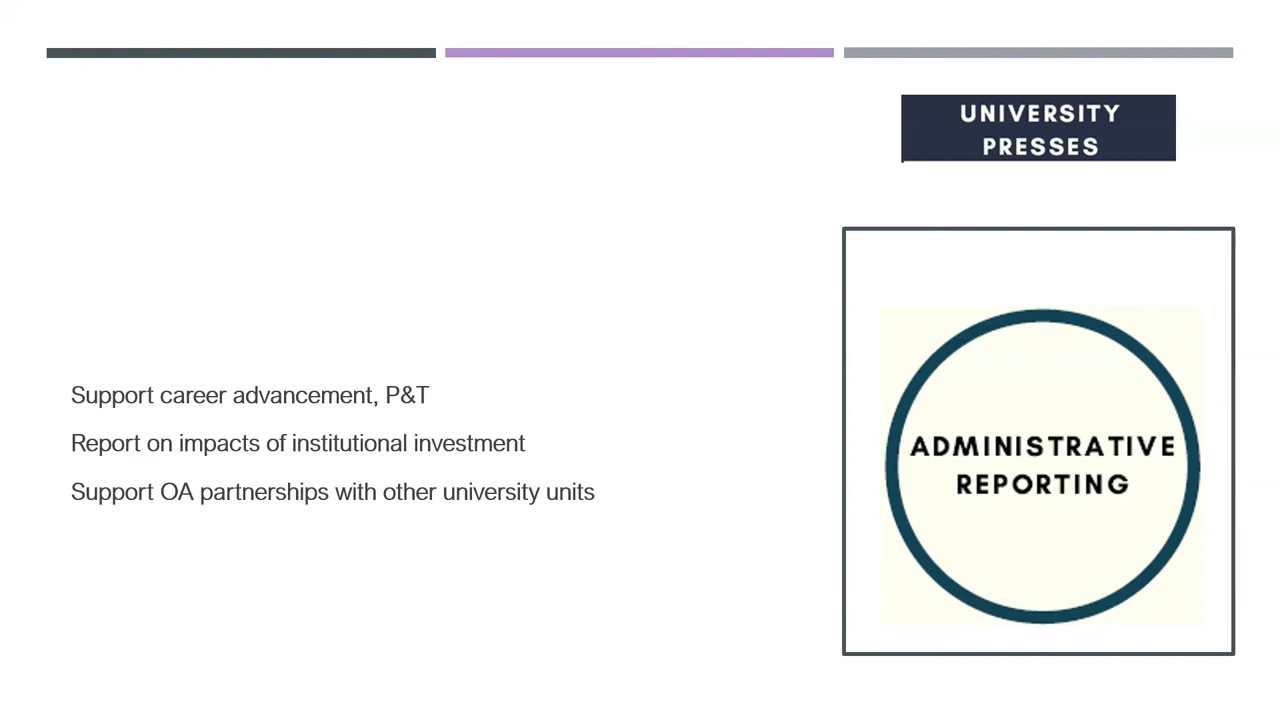 UNIVERSITY
PRESSES
Support career advancement, P&T
Report on impacts of institutional investment
Support OA partnerships with other university units
ADMINISTRATIVE
REPORTING